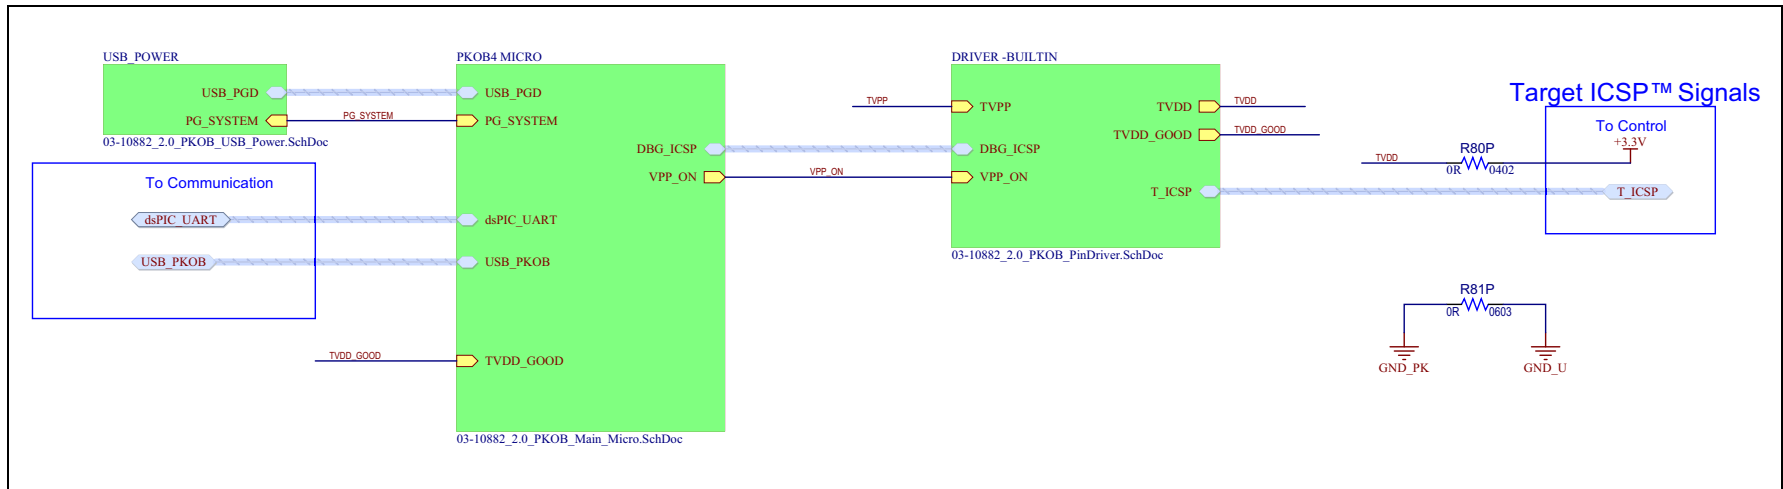 USB_POWER
USB_PGD
PG_SYSTEM
03-10882_2.0_PKOB_USB_Power.SchDoc
PG_SYSTEM
To Communication
dsPIC_UART
USB_PKOB
TVDD_GOOD
PKOB4 MICRO
USB_PGD
PG_SYSTEM
DBG_ICSP
VPP_ON
dsPIC_UART
USB_PKOB
TVDD_GOOD
03-10882_2.0_PKOB_Main_Micro.SchDoc
VPP_ON
TVPP
DRIVER -BUILTIN
TVPP
TVDD
TVDD_GOOD
DBG_ICSP
VPP_ON
T_ICSP
03-10882_2.0_PKOB_PinDriver.SchDoc
TVDD
TVDD_GOOD
Target ICSP™ Signals
To Control
+3.3V
TVDD
R80P
0R
0402
T_ICSP
R81P
0R
0603
GND_PK
GND_U